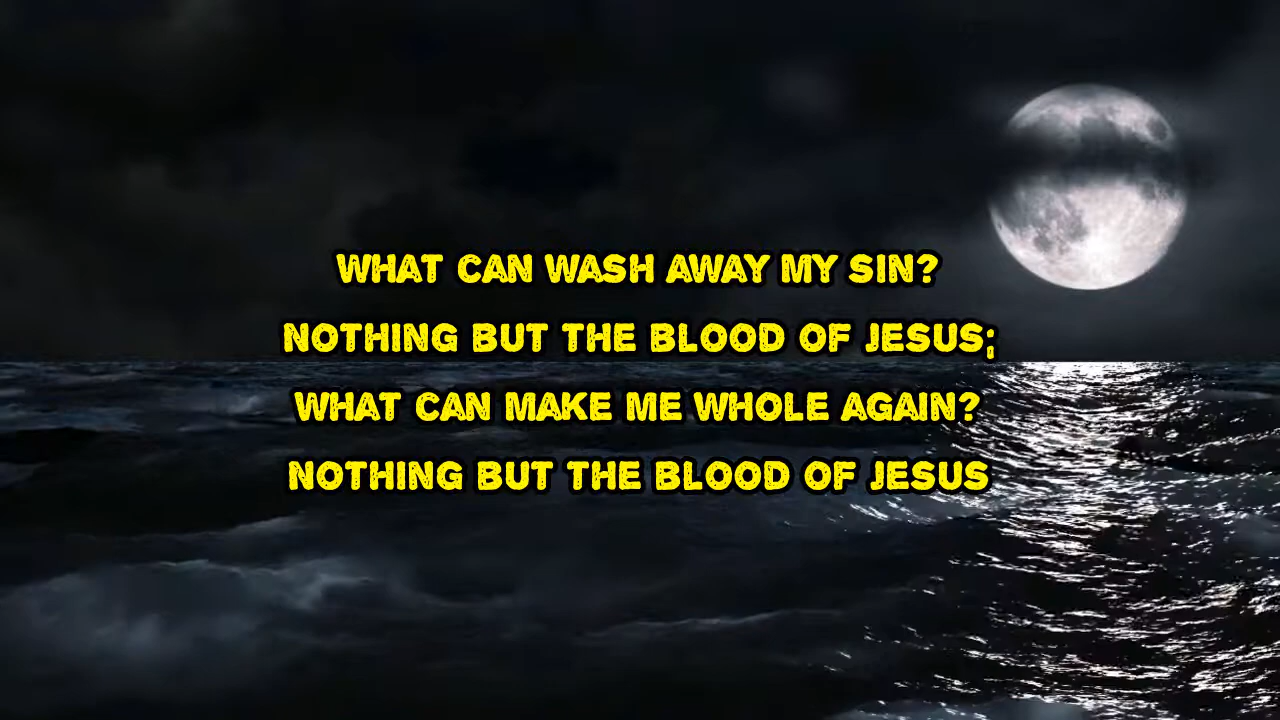 WHAT CAN WASH AWAY MY SIN?
NOTHING BUT THE BLOOD OF JESUS;
WHAT CAN MAKE ME WHOLE AGAIN?
NOTHING BUT THE BLOOD OF JESUS